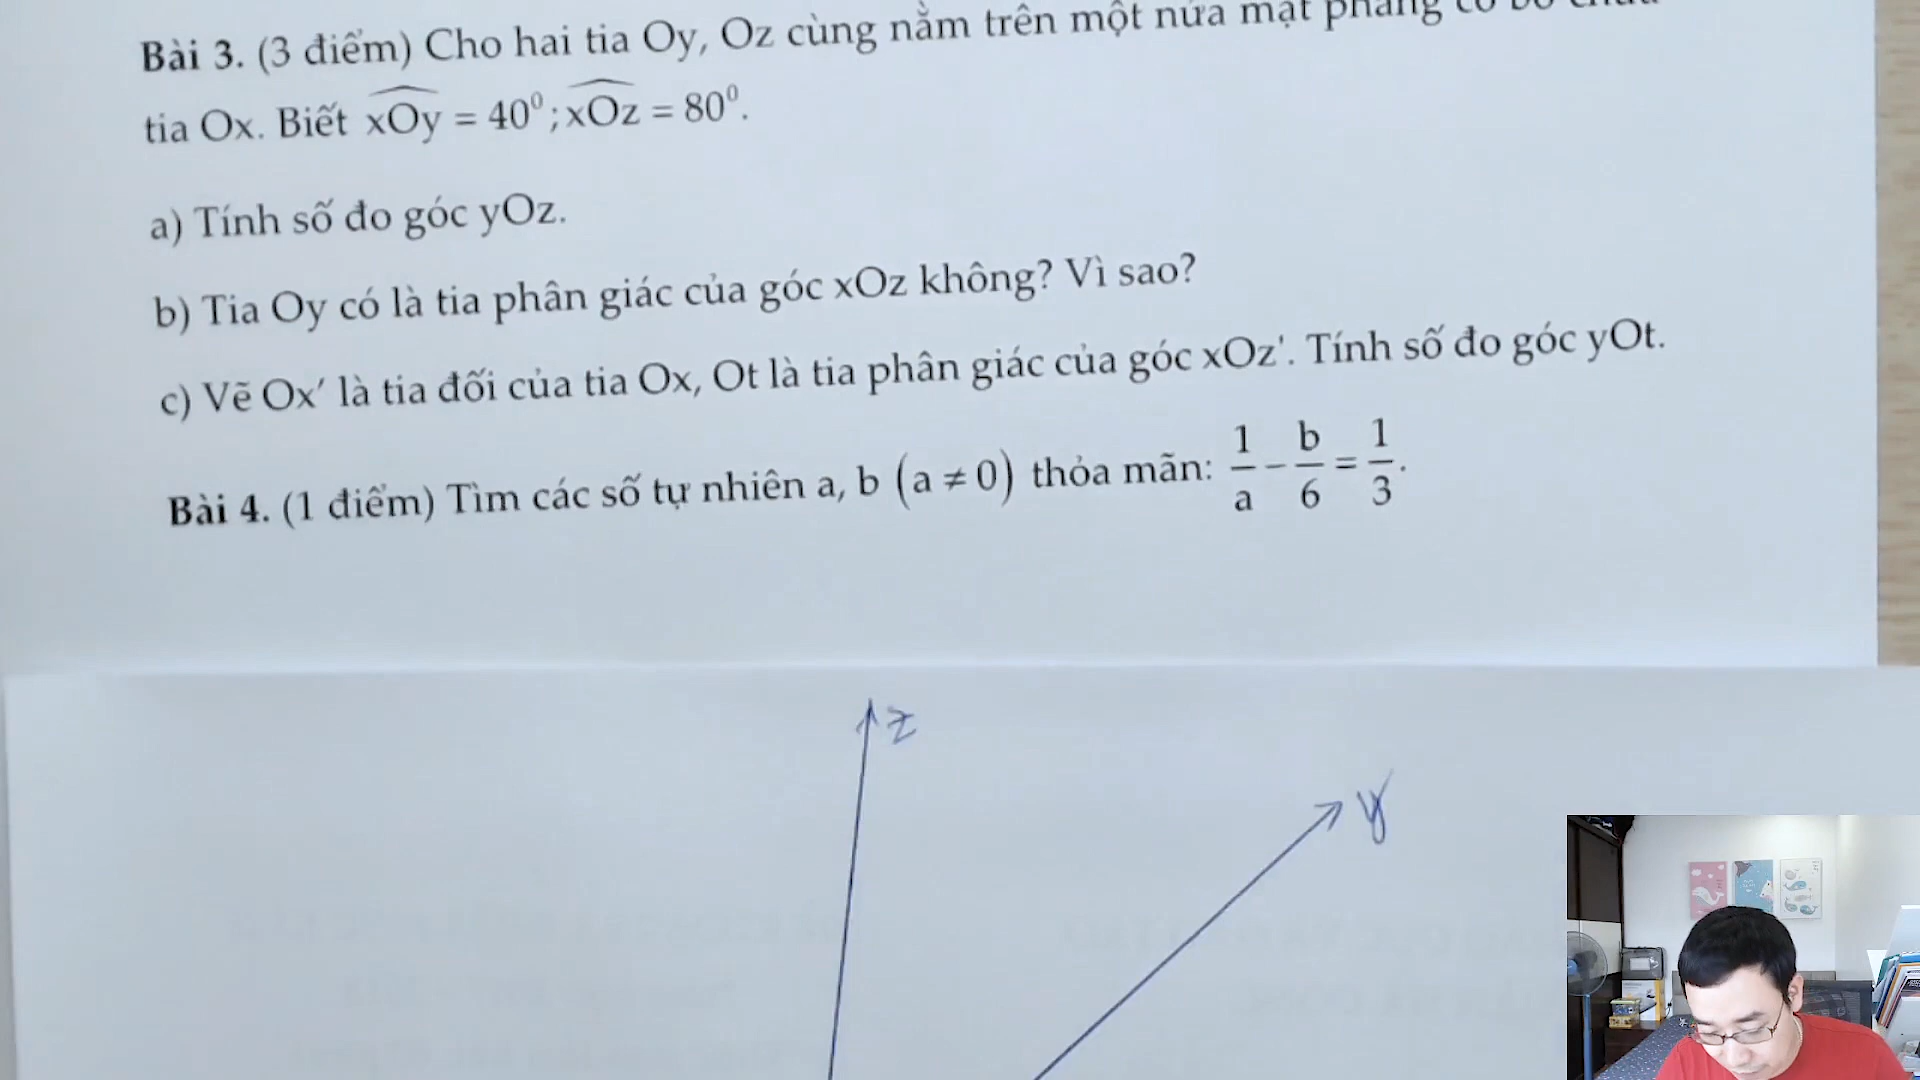 Bài 3. (3 điểm) Cho hai tia Oy, Oz cùng nằm trên một nửa mặt phẳng có bờ chứa
tia Ox. Biết xOy = 40⁰; xOz = 80⁰.
a) Tính số đo góc yOz.
b) Tia Oy có là tia phân giác của góc xOz không? Vì sao?
c) Vẽ Ox′ là tia đối của tia Ox, Ot là tia phân giác của góc xOz'. Tính số đo góc yOt.
Bài 4. (1 điểm) Tìm các số tự nhiên a, b (a ≠ 0) thỏa mãn: 1/a − b/6 = 1/3.
z
y